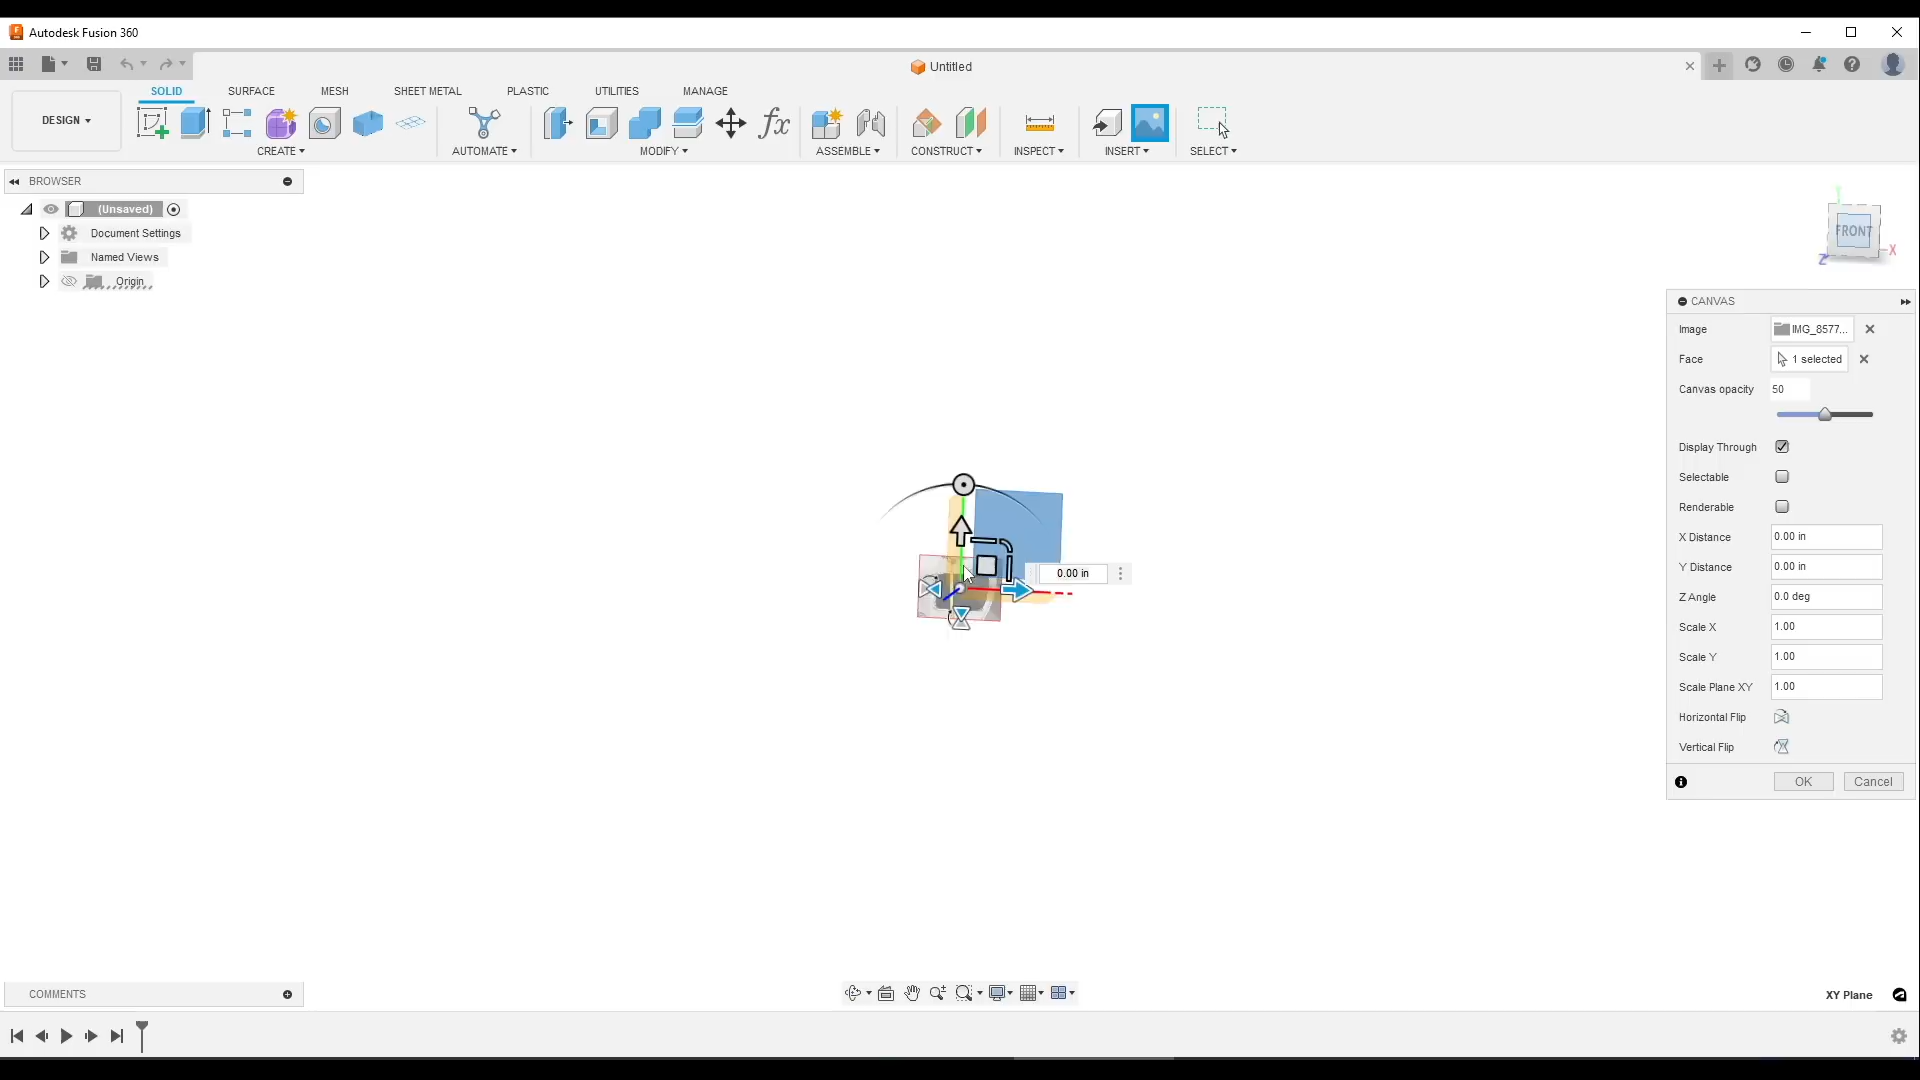 Autodesk Fusion 360
Untitled
SOLID SURFACE MESH SHEET METAL PLASTIC UTILITIES MANAGE
DESIGN
CREATE AUTOMATE MODIFY ASSEMBLE CONSTRUCT INSPECT INSERT SELECT
BROWSER
(Unsaved)
Document Settings
Named Views
Origin
FRONT
X
Z
CANVAS
Image IMG_8577...
Face 1 selected
Canvas opacity 50
Display Through
Selectable
Renderable
X Distance 0.00 in
Y Distance 0.00 in
Z Angle 0.0 deg
Scale X 1.00
Scale Y 1.00
Scale Plane XY 1.00
Horizontal Flip
Vertical Flip
OK Cancel
0.00 in
COMMENTS
XY Plane